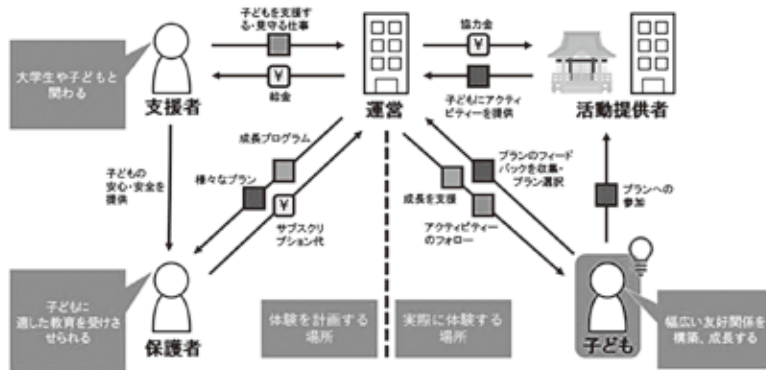 子どもを支援す
る・見守る仕事
¥
給金
協力金
¥
子どもにアクティ
ビティーを提供
大学生や子どもと
関わる
支援者
運営
活動提供者
子どもの
安心・安全を
提供
成長プログラム
様々なプラン
¥
サブスクリ
プション代
プランのフィード
バックを収集・
プラン選択
成長を支援
アクティビティー
のフォロー
プランへの
参加
子どもに
適した教育を受けさ
せられる
保護者
体験を計画する
場所
実際に体験する
場所
子ども
幅広い友好関係を
構築、成長する